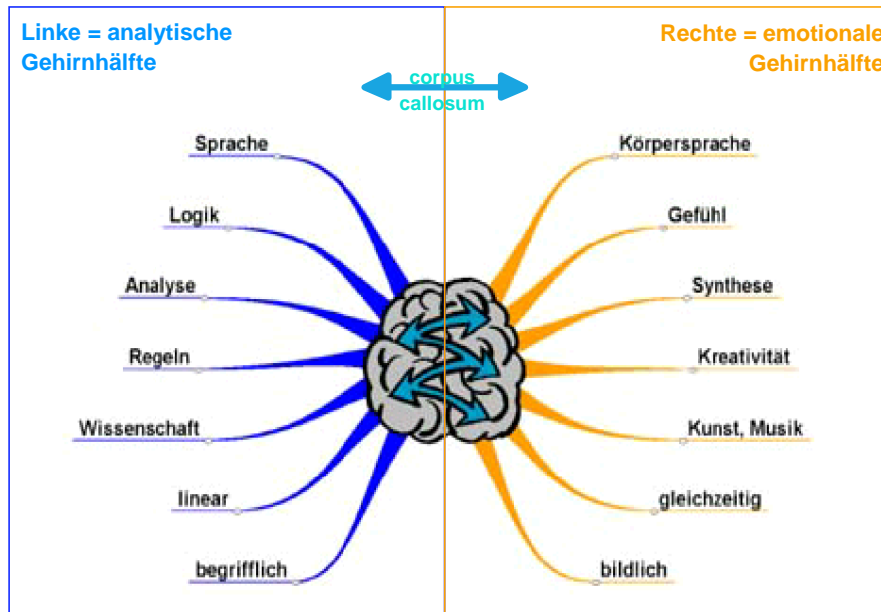 Linke = analytische
Gehirnhälfte
Rechte = emotionale
Gehirnhälfte
corpus
callosum
Sprache
Logik
Analyse
Regeln
Wissenschaft
linear
begrifflich
Körpersprache
Gefühl
Synthese
Kreativität
Kunst, Musik
gleichzeitig
bildlich